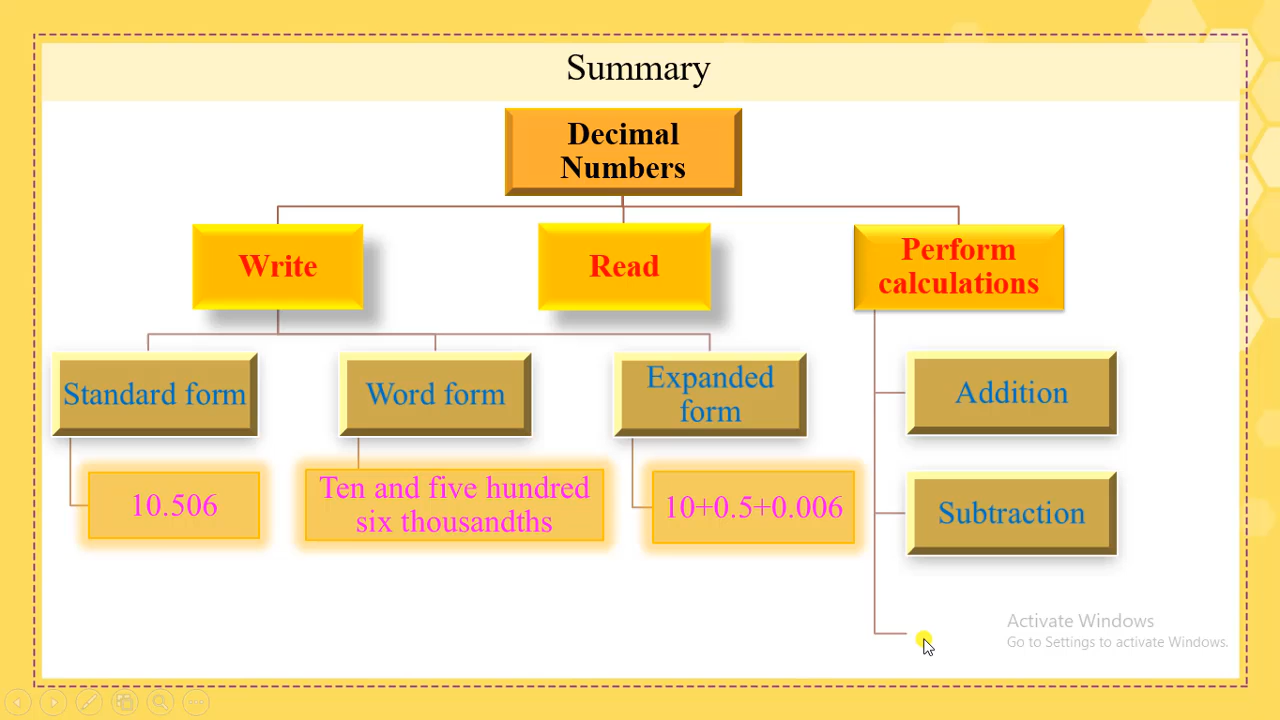 Summary
Decimal
Numbers
Write
Read
Perform
calculations
Standard form
Word form
Expanded
form
Addition
10.506
Ten and five hundred
six thousandths
10+0.5+0.006
Subtraction
Activate Windows
Go to Settings to activate Windows.